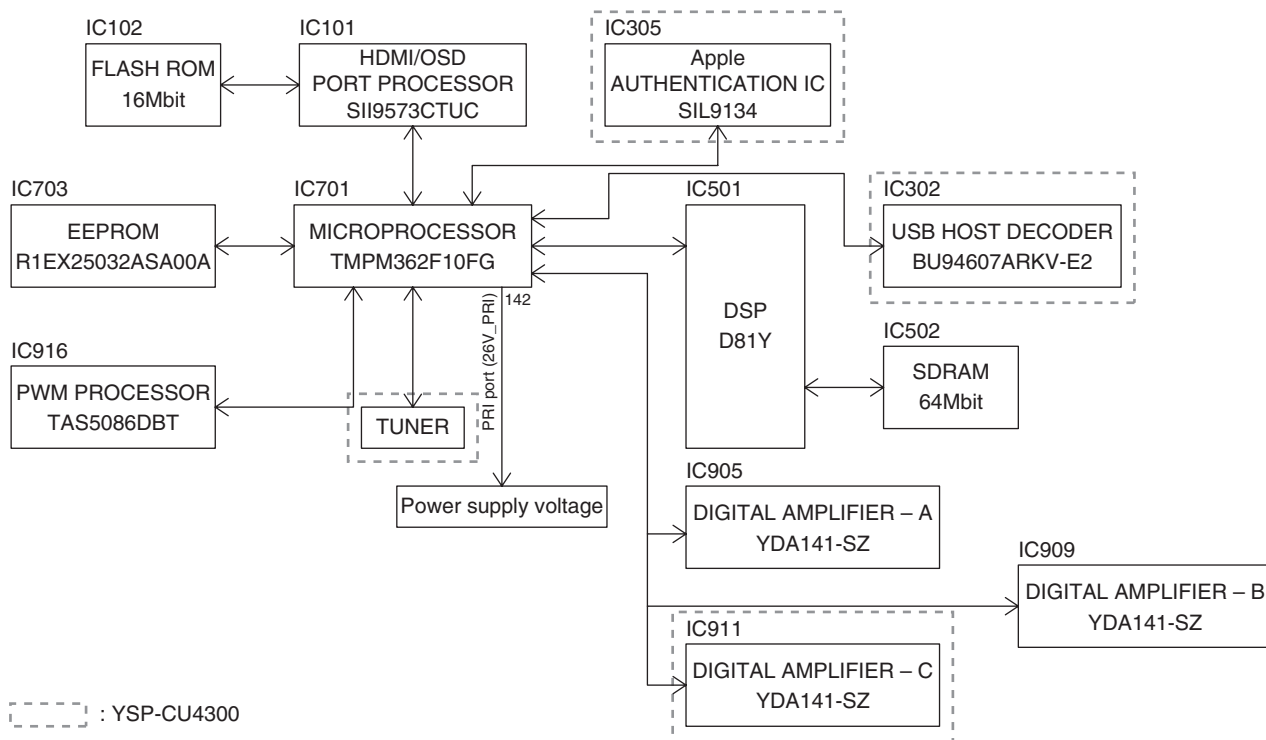 IC102
FLASH ROM
16Mbit
IC101
HDMI/OSD
PORT PROCESSOR
SII9573CTUC
IC305
Apple
AUTHENTICATION IC
SIL9134
IC703
EEPROM
R1EX25032ASA00A
IC701
MICROPROCESSOR
TMPM362F10FG
IC501
DSP
D81Y
IC302
USB HOST DECODER
BU94607ARKV-E2
142
PRI port (26V_PRI)
IC916
PWM PROCESSOR
TAS5086DBT
TUNER
IC502
SDRAM
64Mbit
Power supply voltage
IC905
DIGITAL AMPLIFIER – A
YDA141-SZ
IC909
DIGITAL AMPLIFIER – B
YDA141-SZ
IC911
DIGITAL AMPLIFIER – C
YDA141-SZ
: YSP-CU4300